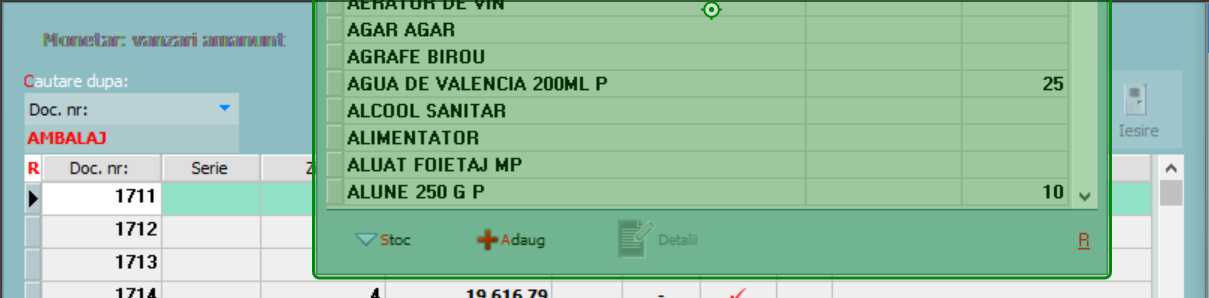 AERATOR DE VIN
AGAR AGAR
Monetar: vanzari amanunt
AGRAFE BIROU
Cautare dupa:
AGUA DE VALENCIA 200ML P 25
Doc. nr:
ALCOOL SANITAR
AMBALAJ
ALIMENTATOR
Iesire
R Doc. nr: Serie
ALUAT FOIETAJ MP
1711
ALUNE 250 G P 10
1712
Stoc Adaug Detalii R
1713
1714 4 19,616.79 -